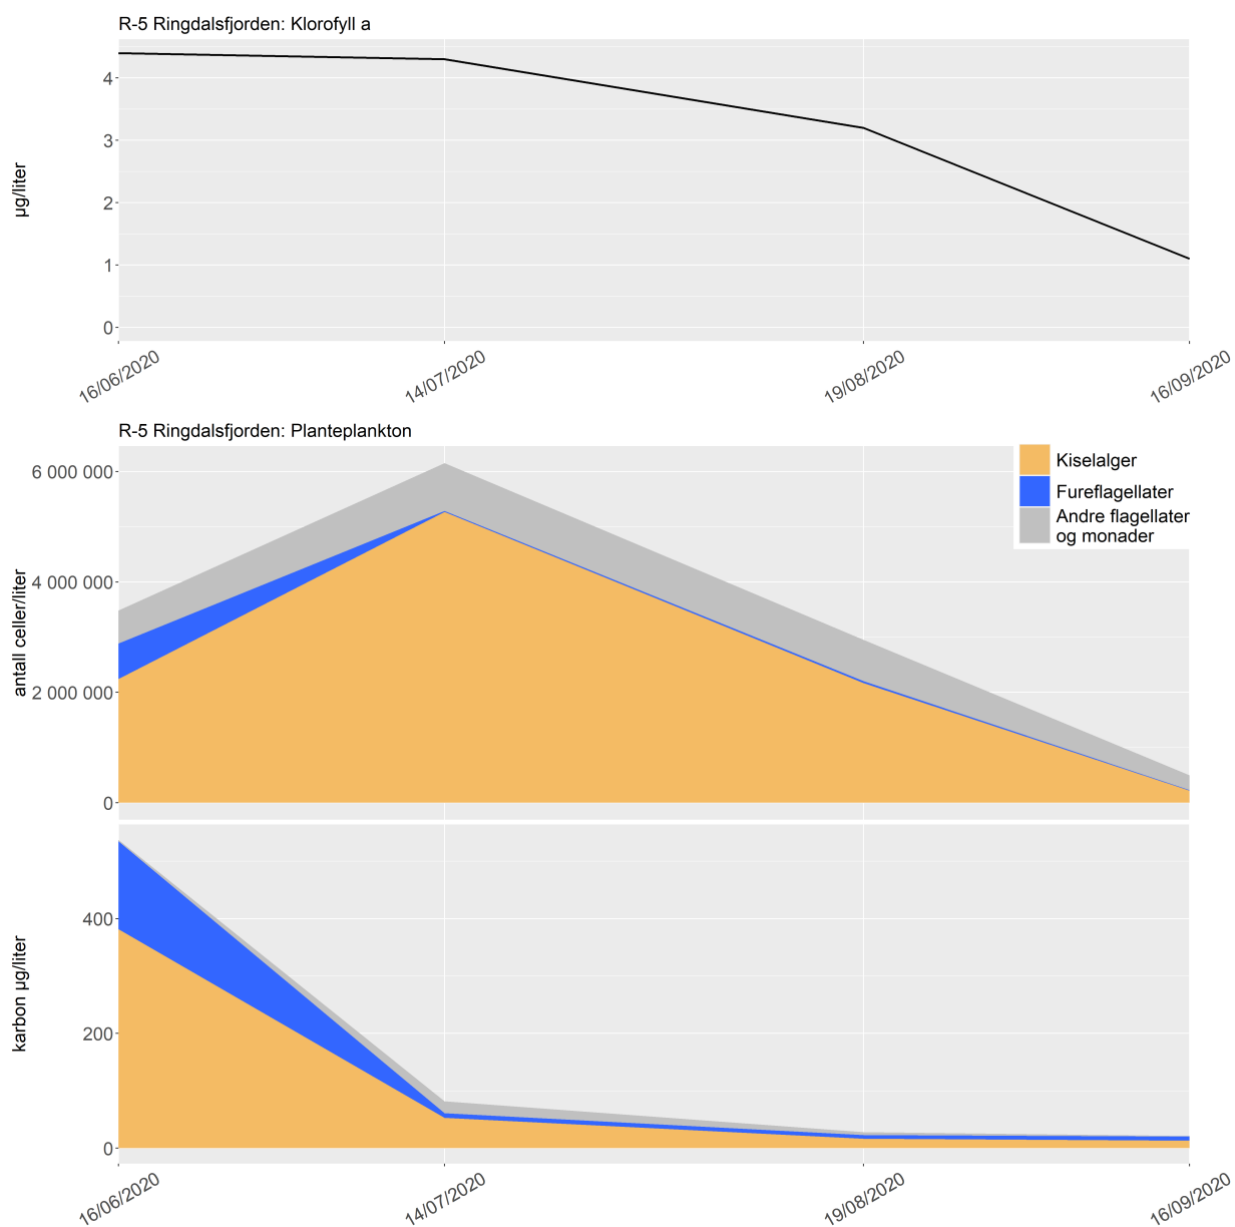 R-5 Ringdalsfjorden: Klorofyll a
µg/liter
4
3
2
1
0
16/06/2020
14/07/2020
19/08/2020
16/09/2020
R-5 Ringdalsfjorden: Planteplankton
Kiselalger
Fureflagellater
Andre flagellater
og monader
antall celler/liter
6 000 000
4 000 000
2 000 000
0
karbon µg/liter
400
200
0
16/06/2020
14/07/2020
19/08/2020
16/09/2020